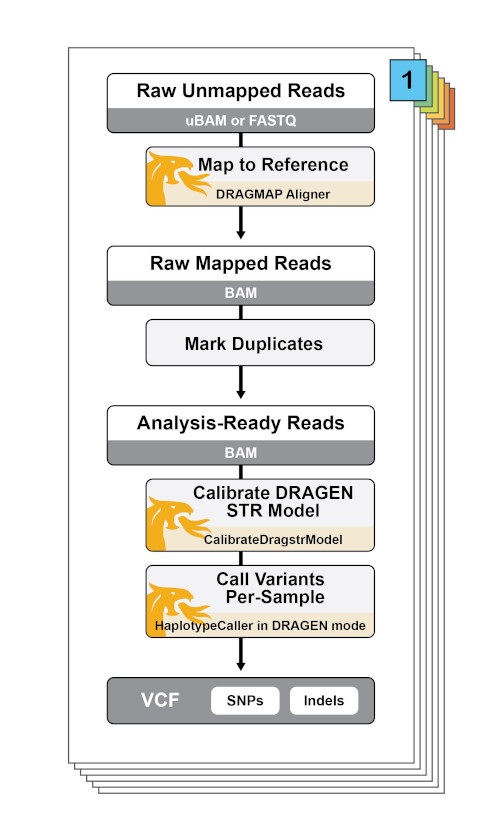 1
Raw Unmapped Reads
uBAM or FASTQ
Map to Reference
DRAGMAP Aligner
Raw Mapped Reads
BAM
Mark Duplicates
Analysis-Ready Reads
BAM
Calibrate DRAGEN
STR Model
CalibrateDragstrModel
Call Variants
Per-Sample
HaplotypeCaller in DRAGEN mode
VCF SNPs Indels